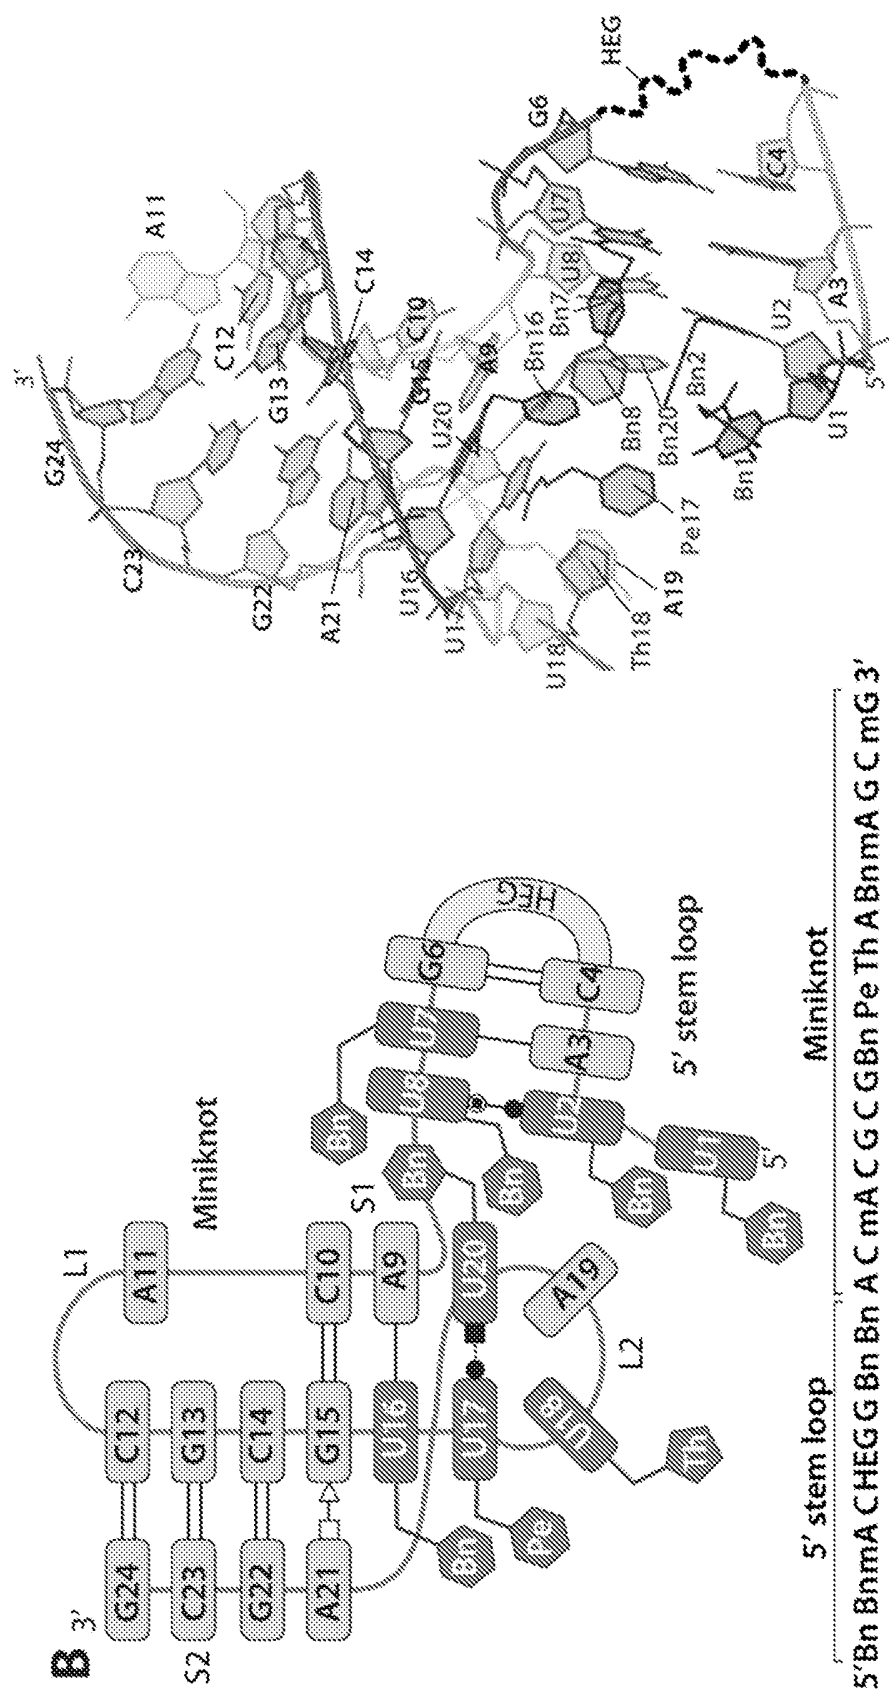 B
3′
S2
G24
C23
G22
A21
C12
G13
C14
G15
U16
U17
U18
L1
A11
C10
A9
U20
A19
L2
Miniknot
S1
Bn
Pe
Th
Bn
Bn
Bn
Bn
Bn
U8
U7
G6
U2
A3
C4
U1
5′
HEG
5′ stem loop
3′
G24
C23
G22
A21
U16
U17
U18
Th18
A19
Pe17
A11
C12
G13
C14
C10
G15
A9
U20
Bn16
Bn7
Bn8
Bn20
Bn2
Bn1
U8
U7
G6
HEG
C4
U2
A3
U1
5′
5′ stem loop
Miniknot
5′Bn BnmA C HEG G Bn Bn A C mA C G C G Bn Pe Th A BnmA G C mG 3′